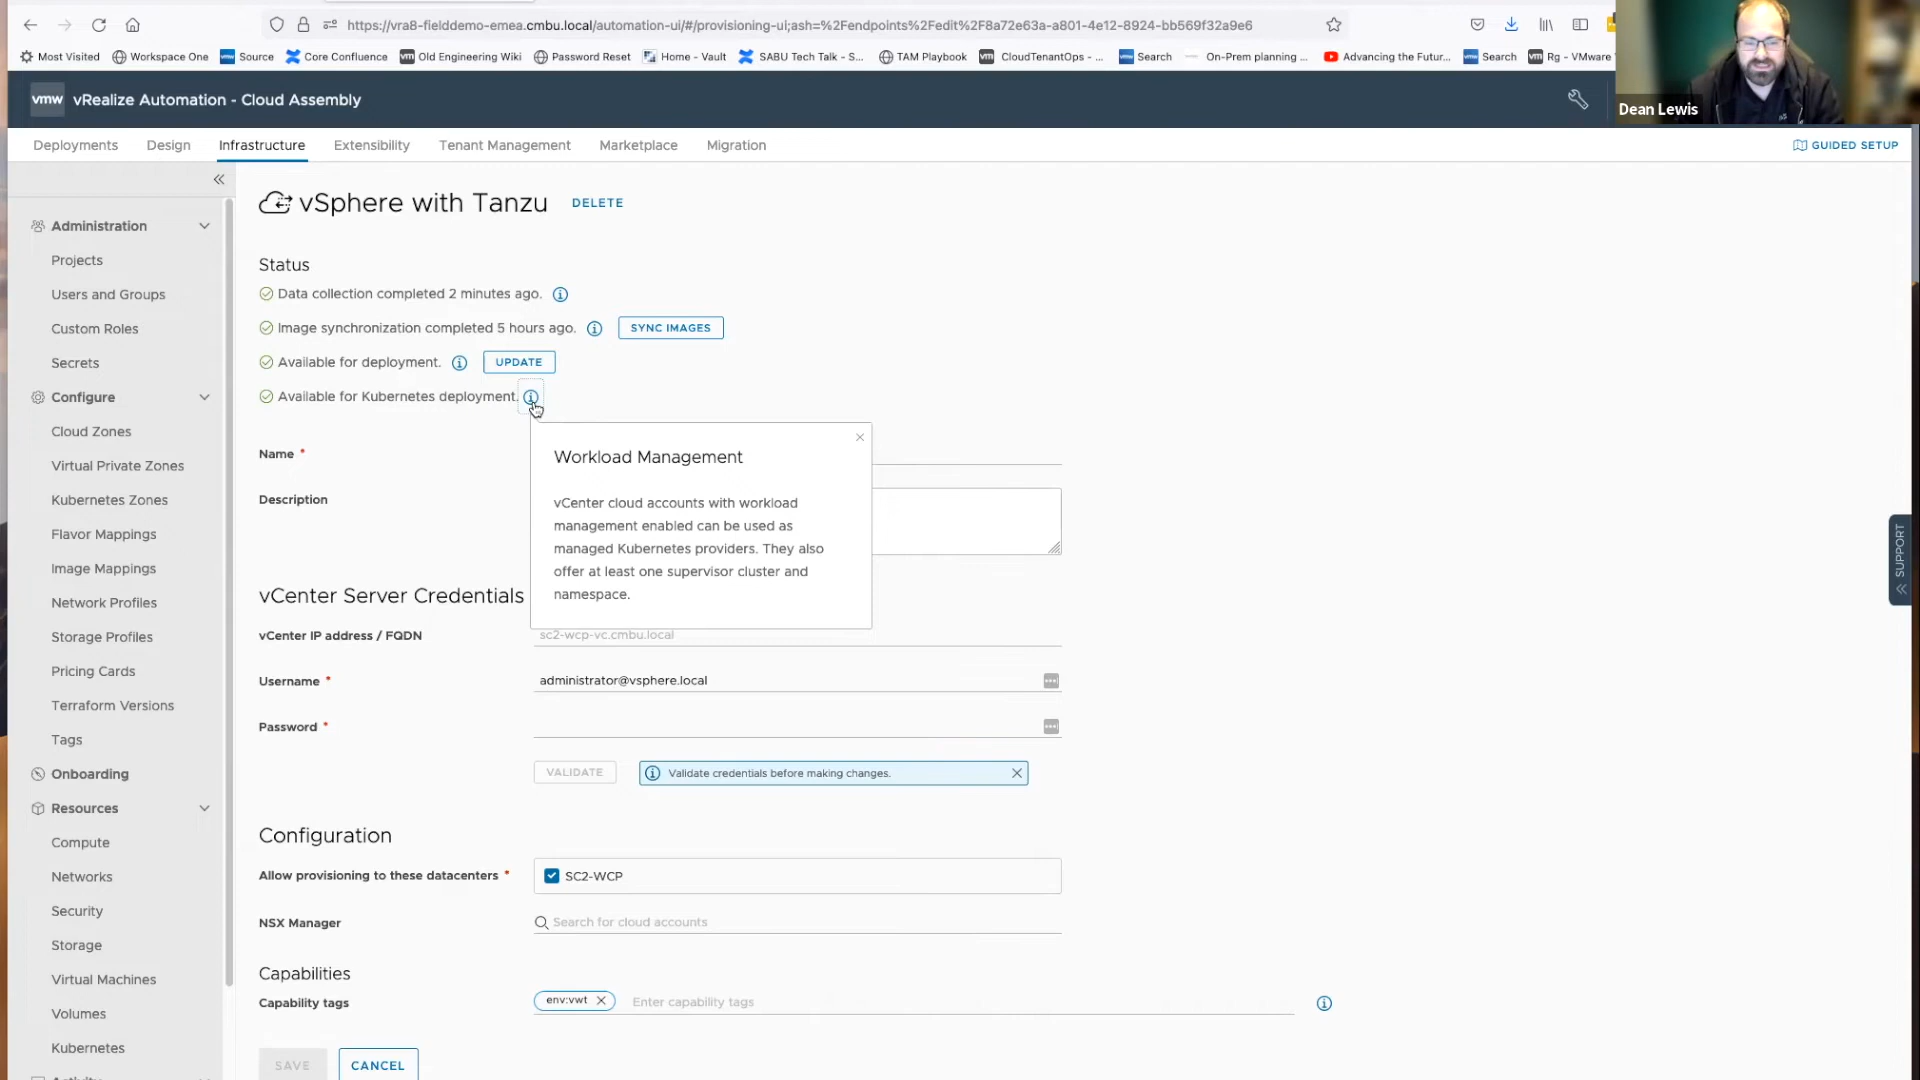 https://vra8-fielddemo-emea.cmbu.local/automation-ui/#/provisioning-ui;ash=%2Fendpoints%2Fedit%2F8a72e63a-a801-4e12-8924-bb569f32a9e6
Most Visited Workspace One Source Core Confluence Old Engineering Wiki Password Reset Home - Vault SABU Tech Talk - S... TAM Playbook CloudTenantOps - ... Search On-Prem planning ... Advancing the Futur... Search Rg - VMware
Dean Lewis
vmw vRealize Automation - Cloud Assembly
Deployments Design Infrastructure Extensibility Tenant Management Marketplace Migration
GUIDED SETUP
Administration
Projects
Users and Groups
Custom Roles
Secrets
Configure
Cloud Zones
Virtual Private Zones
Kubernetes Zones
Flavor Mappings
Image Mappings
Network Profiles
Storage Profiles
Pricing Cards
Terraform Versions
Tags
Onboarding
Resources
Compute
Networks
Security
Storage
Virtual Machines
Volumes
Kubernetes
Activity
vSphere with Tanzu DELETE
Status
Data collection completed 2 minutes ago.
Image synchronization completed 5 hours ago. SYNC IMAGES
Available for deployment. UPDATE
Available for Kubernetes deployment.
Workload Management
vCenter cloud accounts with workload
management enabled can be used as
managed Kubernetes providers. They also
offer at least one supervisor cluster and
namespace.
Name *
Description
vCenter Server Credentials
vCenter IP address / FQDN sc2-wcp-vc.cmbu.local
Username * administrator@vsphere.local
Password *
VALIDATE Validate credentials before making changes.
Configuration
Allow provisioning to these datacenters * SC2-WCP
NSX Manager Search for cloud accounts
Capabilities
Capability tags env:vwt Enter capability tags
SAVE CANCEL
SUPPORT